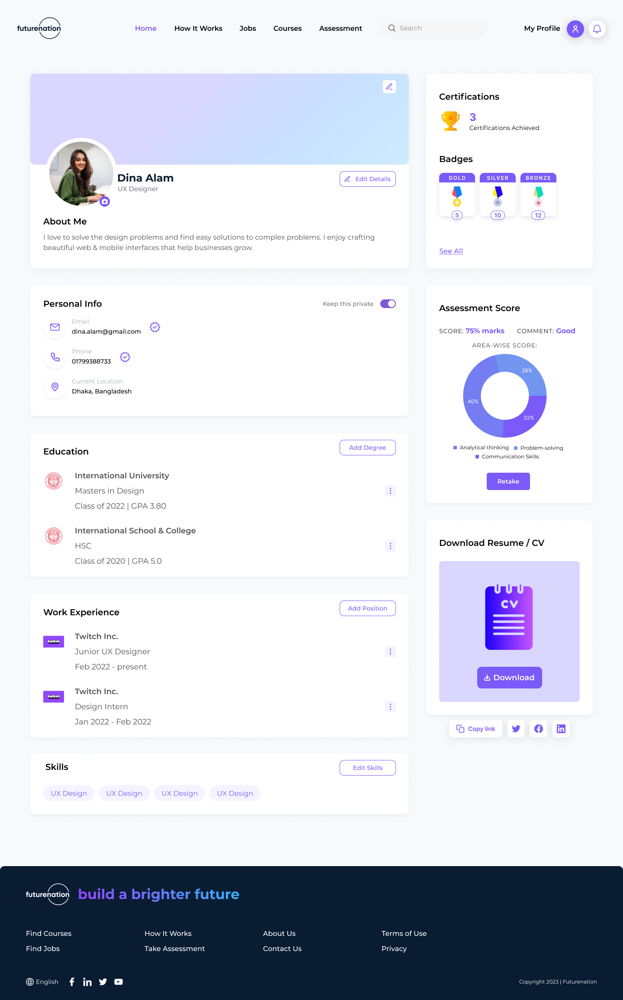 futurenation
Home
How It Works
Jobs
Courses
Assessment
Search
My Profile
Dina Alam
UX Designer
Edit Details
About Me
I love to solve the design problems and find easy solutions to complex problems. I enjoy crafting
beautiful web & mobile interfaces that help businesses grow.
Certifications
3
Certifications Achieved
Badges
GOLD
SILVER
BRONZE
5
10
12
See All
Personal Info
Keep this private
Email
dina.alam@gmail.com
Phone
01799388733
Current Location
Dhaka, Bangladesh
Assessment Score
SCORE: 75% marks
COMMENT: Good
AREA-WISE SCORE:
28%
40%
32%
Analytical thinking
Problem-solving
Communication Skills
Retake
Education
Add Degree
International University
Masters in Design
Class of 2022 | GPA 3.80
International School & College
HSC
Class of 2020 | GPA 5.0
Download Resume / CV
CV
Download
Copy link
Work Experience
Add Position
twitch
Twitch Inc.
Junior UX Designer
Feb 2022 - present
twitch
Twitch Inc.
Design Intern
Jan 2022 - Feb 2022
Skills
Edit Skills
UX Design
UX Design
UX Design
UX Design
futurenation
build a brighter future
Find Courses
How It Works
About Us
Terms of Use
Find Jobs
Take Assessment
Contact Us
Privacy
English
Copyright 2023 | Futurenation